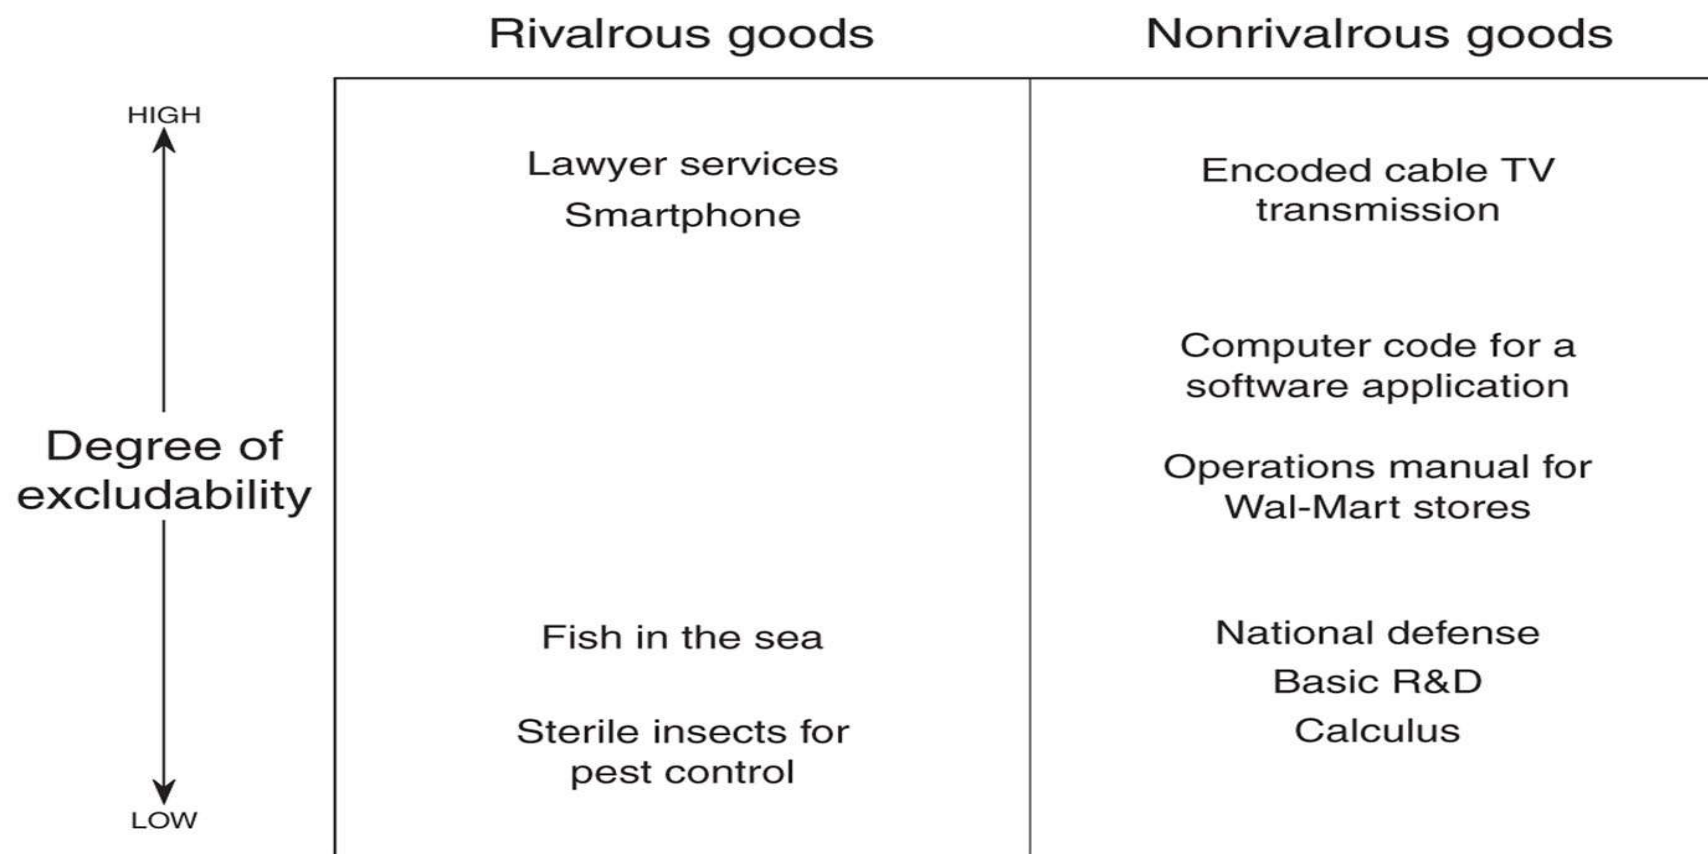 Rivalrous goods
Nonrivalrous goods
HIGH
Degree of
excludability
LOW
Lawyer services
Smartphone
Fish in the sea
Sterile insects for
pest control
Encoded cable TV
transmission
Computer code for a
software application
Operations manual for
Wal-Mart stores
National defense
Basic R&D
Calculus